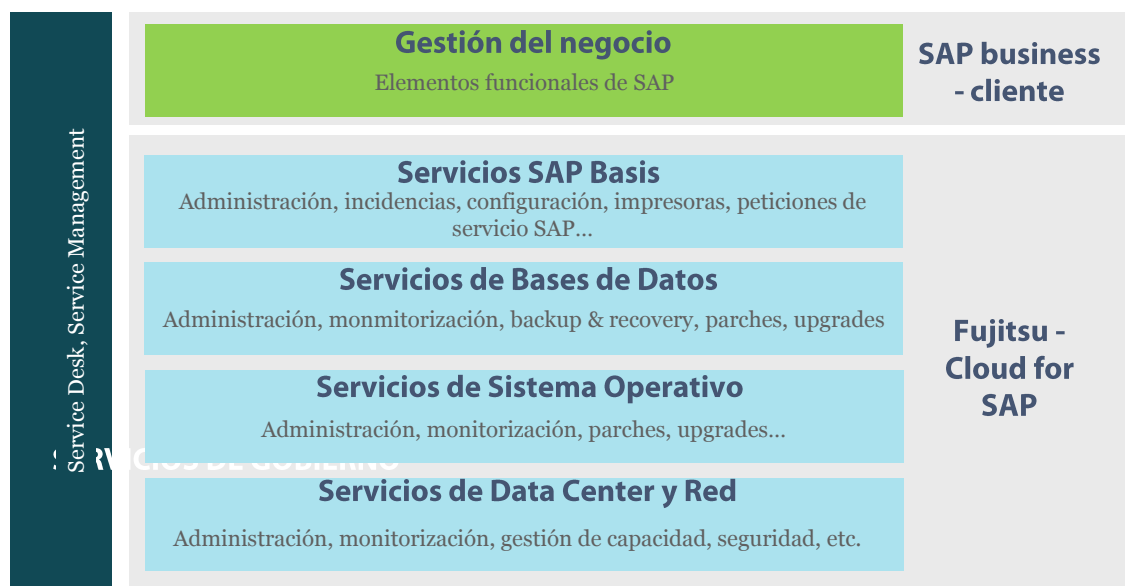 Service Desk, Service Management
Gestión del negocio
Elementos funcionales de SAP
SAP business
- cliente
Servicios SAP Basis
Administración, incidencias, configuración, impresoras, peticiones de
servicio SAP...
Servicios de Bases de Datos
Administración, monmitorización, backup & recovery, parches, upgrades
Fujitsu -
Cloud for
SAP
Servicios de Sistema Operativo
Administración, monitorización, parches, upgrades...
DE GOBIERNO
Servicios de Data Center y Red
Administración, monitorización, gestión de capacidad, seguridad, etc.